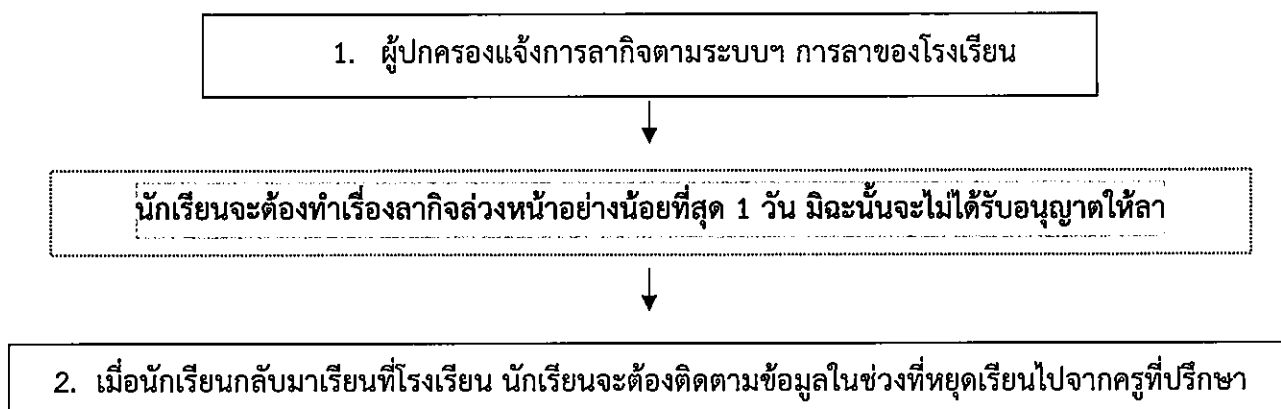 1. ผู้ปกครองแจ้งการลากิจตามระบบฯ การลาของโรงเรียน
นักเรียนจะต้องทำเรื่องลากิจล่วงหน้าอย่างน้อยที่สุด 1 วัน มิฉะนั้นจะไม่ได้รับอนุญาตให้ลา
2. เมื่อนักเรียนกลับมาเรียนที่โรงเรียน นักเรียนจะต้องติดตามข้อมูลในช่วงที่หยุดเรียนไปจากครูที่ปรึกษา